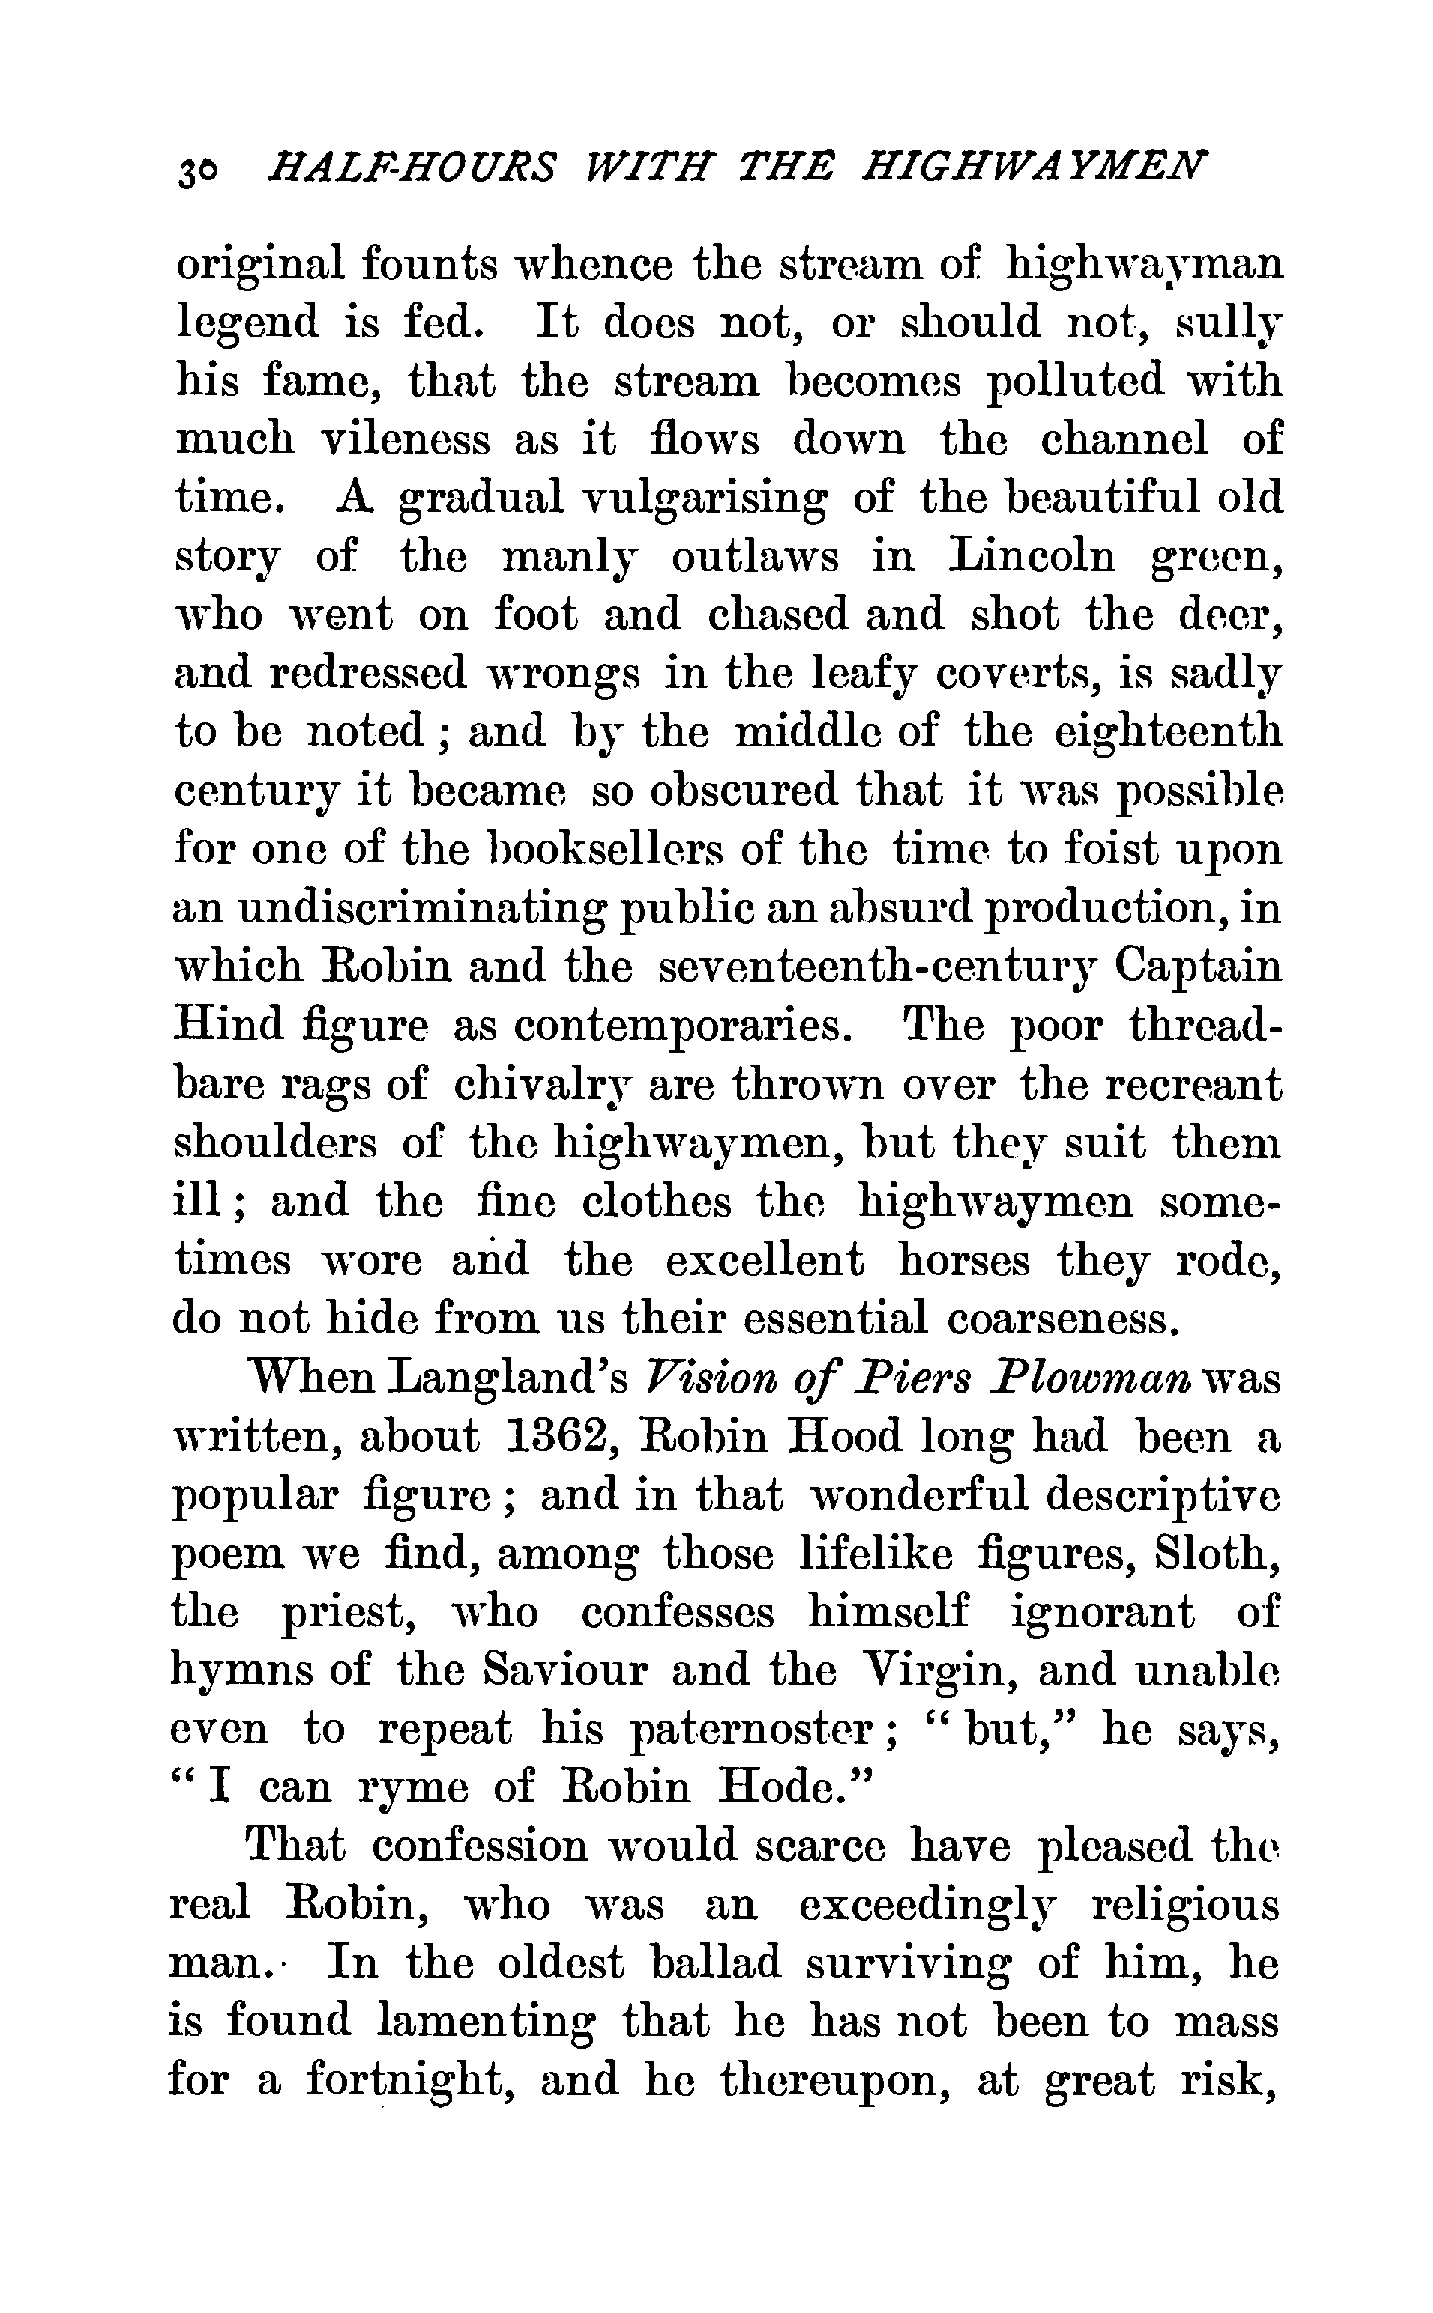 30 HALF-HOURS WITH THE HIGHWAYMEN
original founts whence the stream of highwayman
legend is fed. It does not, or should not, sully
his fame, that the stream becomes polluted with
much vileness as it flows down the channel of
time. A gradual vulgarising of the beautiful old
story of the manly outlaws in Lincoln green,
who went on foot and chased and shot the deer,
and redressed wrongs in the leafy coverts, is sadly
to be noted ; and by the middle of the eighteenth
century it became so obscured that it was possible
for one of the booksellers of the time to foist upon
an undiscriminating public an absurd production, in
which Robin and the seventeenth-century Captain
Hind figure as contemporaries. The poor thread-
bare rags of chivalry are thrown over the recreant
shoulders of the highwaymen, but they suit them
ill ; and the fine clothes the highwaymen some-
times wore and the excellent horses they rode,
do not hide from us their essential coarseness.
When Langland's Vision of Piers Plowman was
written, about 1362, Robin Hood long had been a
popular figure ; and in that wonderful descriptive
poem we find, among those lifelike figures, Sloth,
the priest, who confesses himself ignorant of
hymns of the Saviour and the Virgin, and unable
even to repeat his paternoster ; " but," he says,
" I can ryme of Robin Hode."
That confession would scarce have pleased the
real Robin, who was an exceedingly religious
man. In the oldest ballad surviving of him, he
is found lamenting that he has not been to mass
for a fortnight, and he thereupon, at great risk,